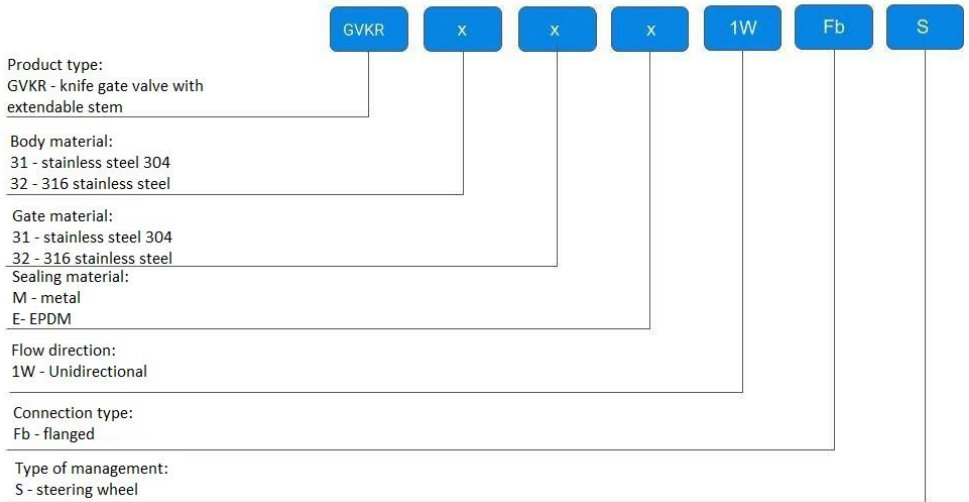 GVKR x x x 1W Fb S
Product type:
GVKR - knife gate valve with
extendable stem
Body material:
31 - stainless steel 304
32 - 316 stainless steel
Gate material:
31 - stainless steel 304
32 - 316 stainless steel
Sealing material:
M - metal
E- EPDM
Flow direction:
1W - Unidirectional
Connection type:
Fb - flanged
Type of management:
S - steering wheel